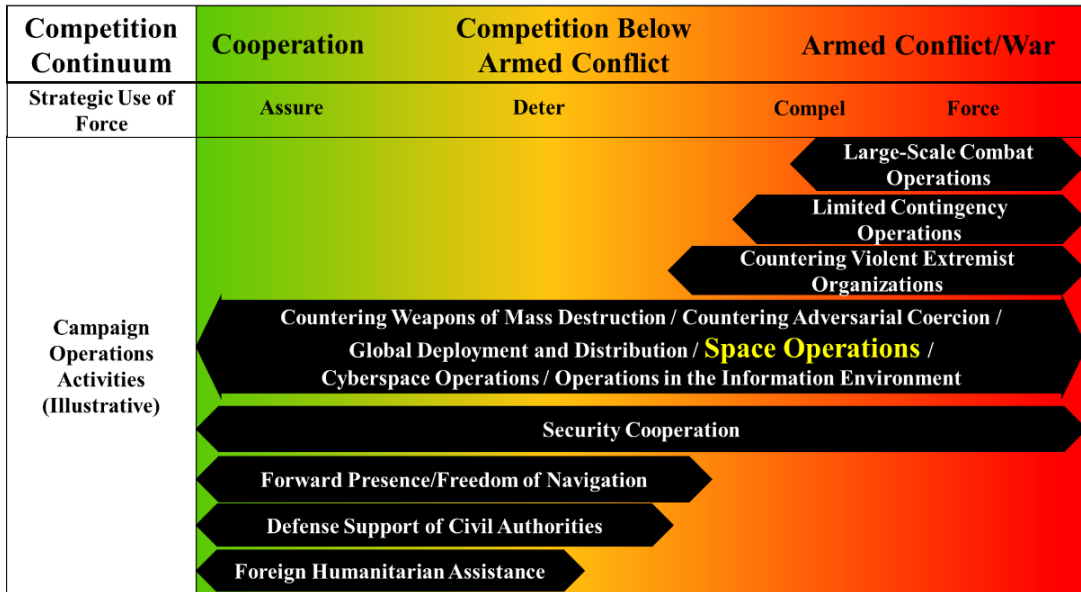 Competition
Continuum
Cooperation
Competition Below
Armed Conflict
Armed Conflict/War
Strategic Use of
Force
Assure
Deter
Compel
Force
Campaign
Operations
Activities
(Illustrative)
Large-Scale Combat
Operations
Limited Contingency
Operations
Countering Violent Extremist
Organizations
Countering Weapons of Mass Destruction / Countering Adversarial Coercion /
Global Deployment and Distribution / Space Operations /
Cyberspace Operations / Operations in the Information Environment
Security Cooperation
Forward Presence/Freedom of Navigation
Defense Support of Civil Authorities
Foreign Humanitarian Assistance